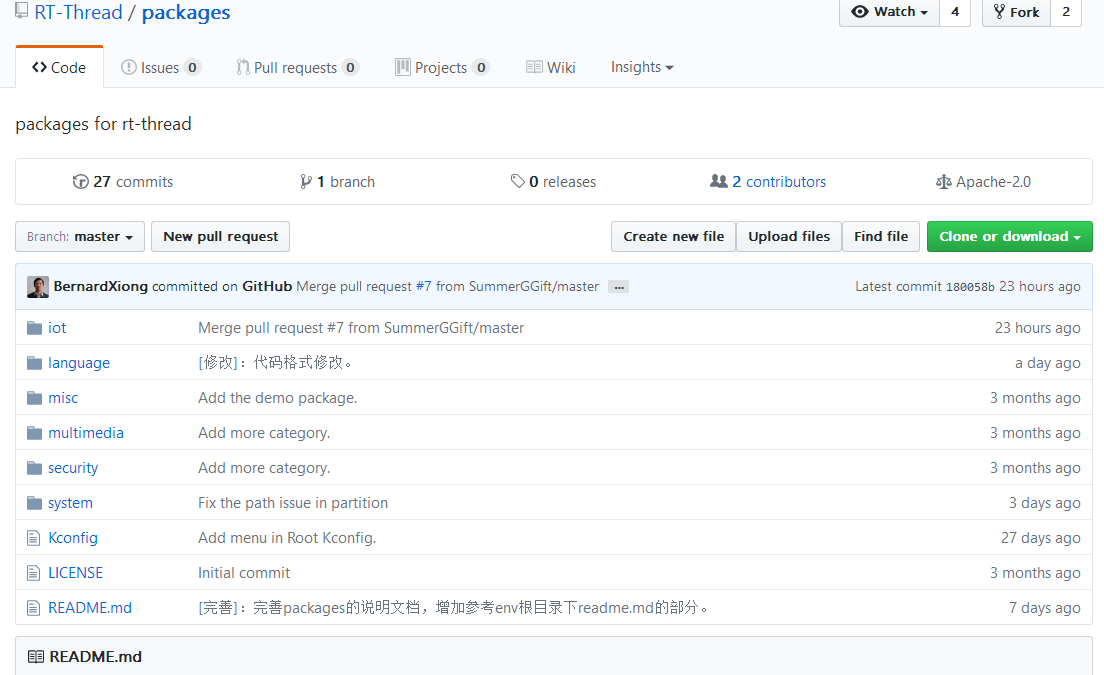 RT-Thread / packages
Watch 4 Fork 2
Code Issues 0 Pull requests 0 Projects 0 Wiki Insights
packages for rt-thread
27 commits 1 branch 0 releases 2 contributors Apache-2.0
Branch: master New pull request Create new file Upload files Find file Clone or download
BernardXiong committed on GitHub Merge pull request #7 from SummerGGift/master ... Latest commit 180058b 23 hours ago
iot Merge pull request #7 from SummerGGift/master 23 hours ago
language [修改]：代码格式修改。 a day ago
misc Add the demo package. 3 months ago
multimedia Add more category. 3 months ago
security Add more category. 3 months ago
system Fix the path issue in partition 3 days ago
Kconfig Add menu in Root Kconfig. 27 days ago
LICENSE Initial commit 3 months ago
README.md [完善]：完善packages的说明文档，增加参考env根目录下readme.md的部分。 7 days ago
README.md